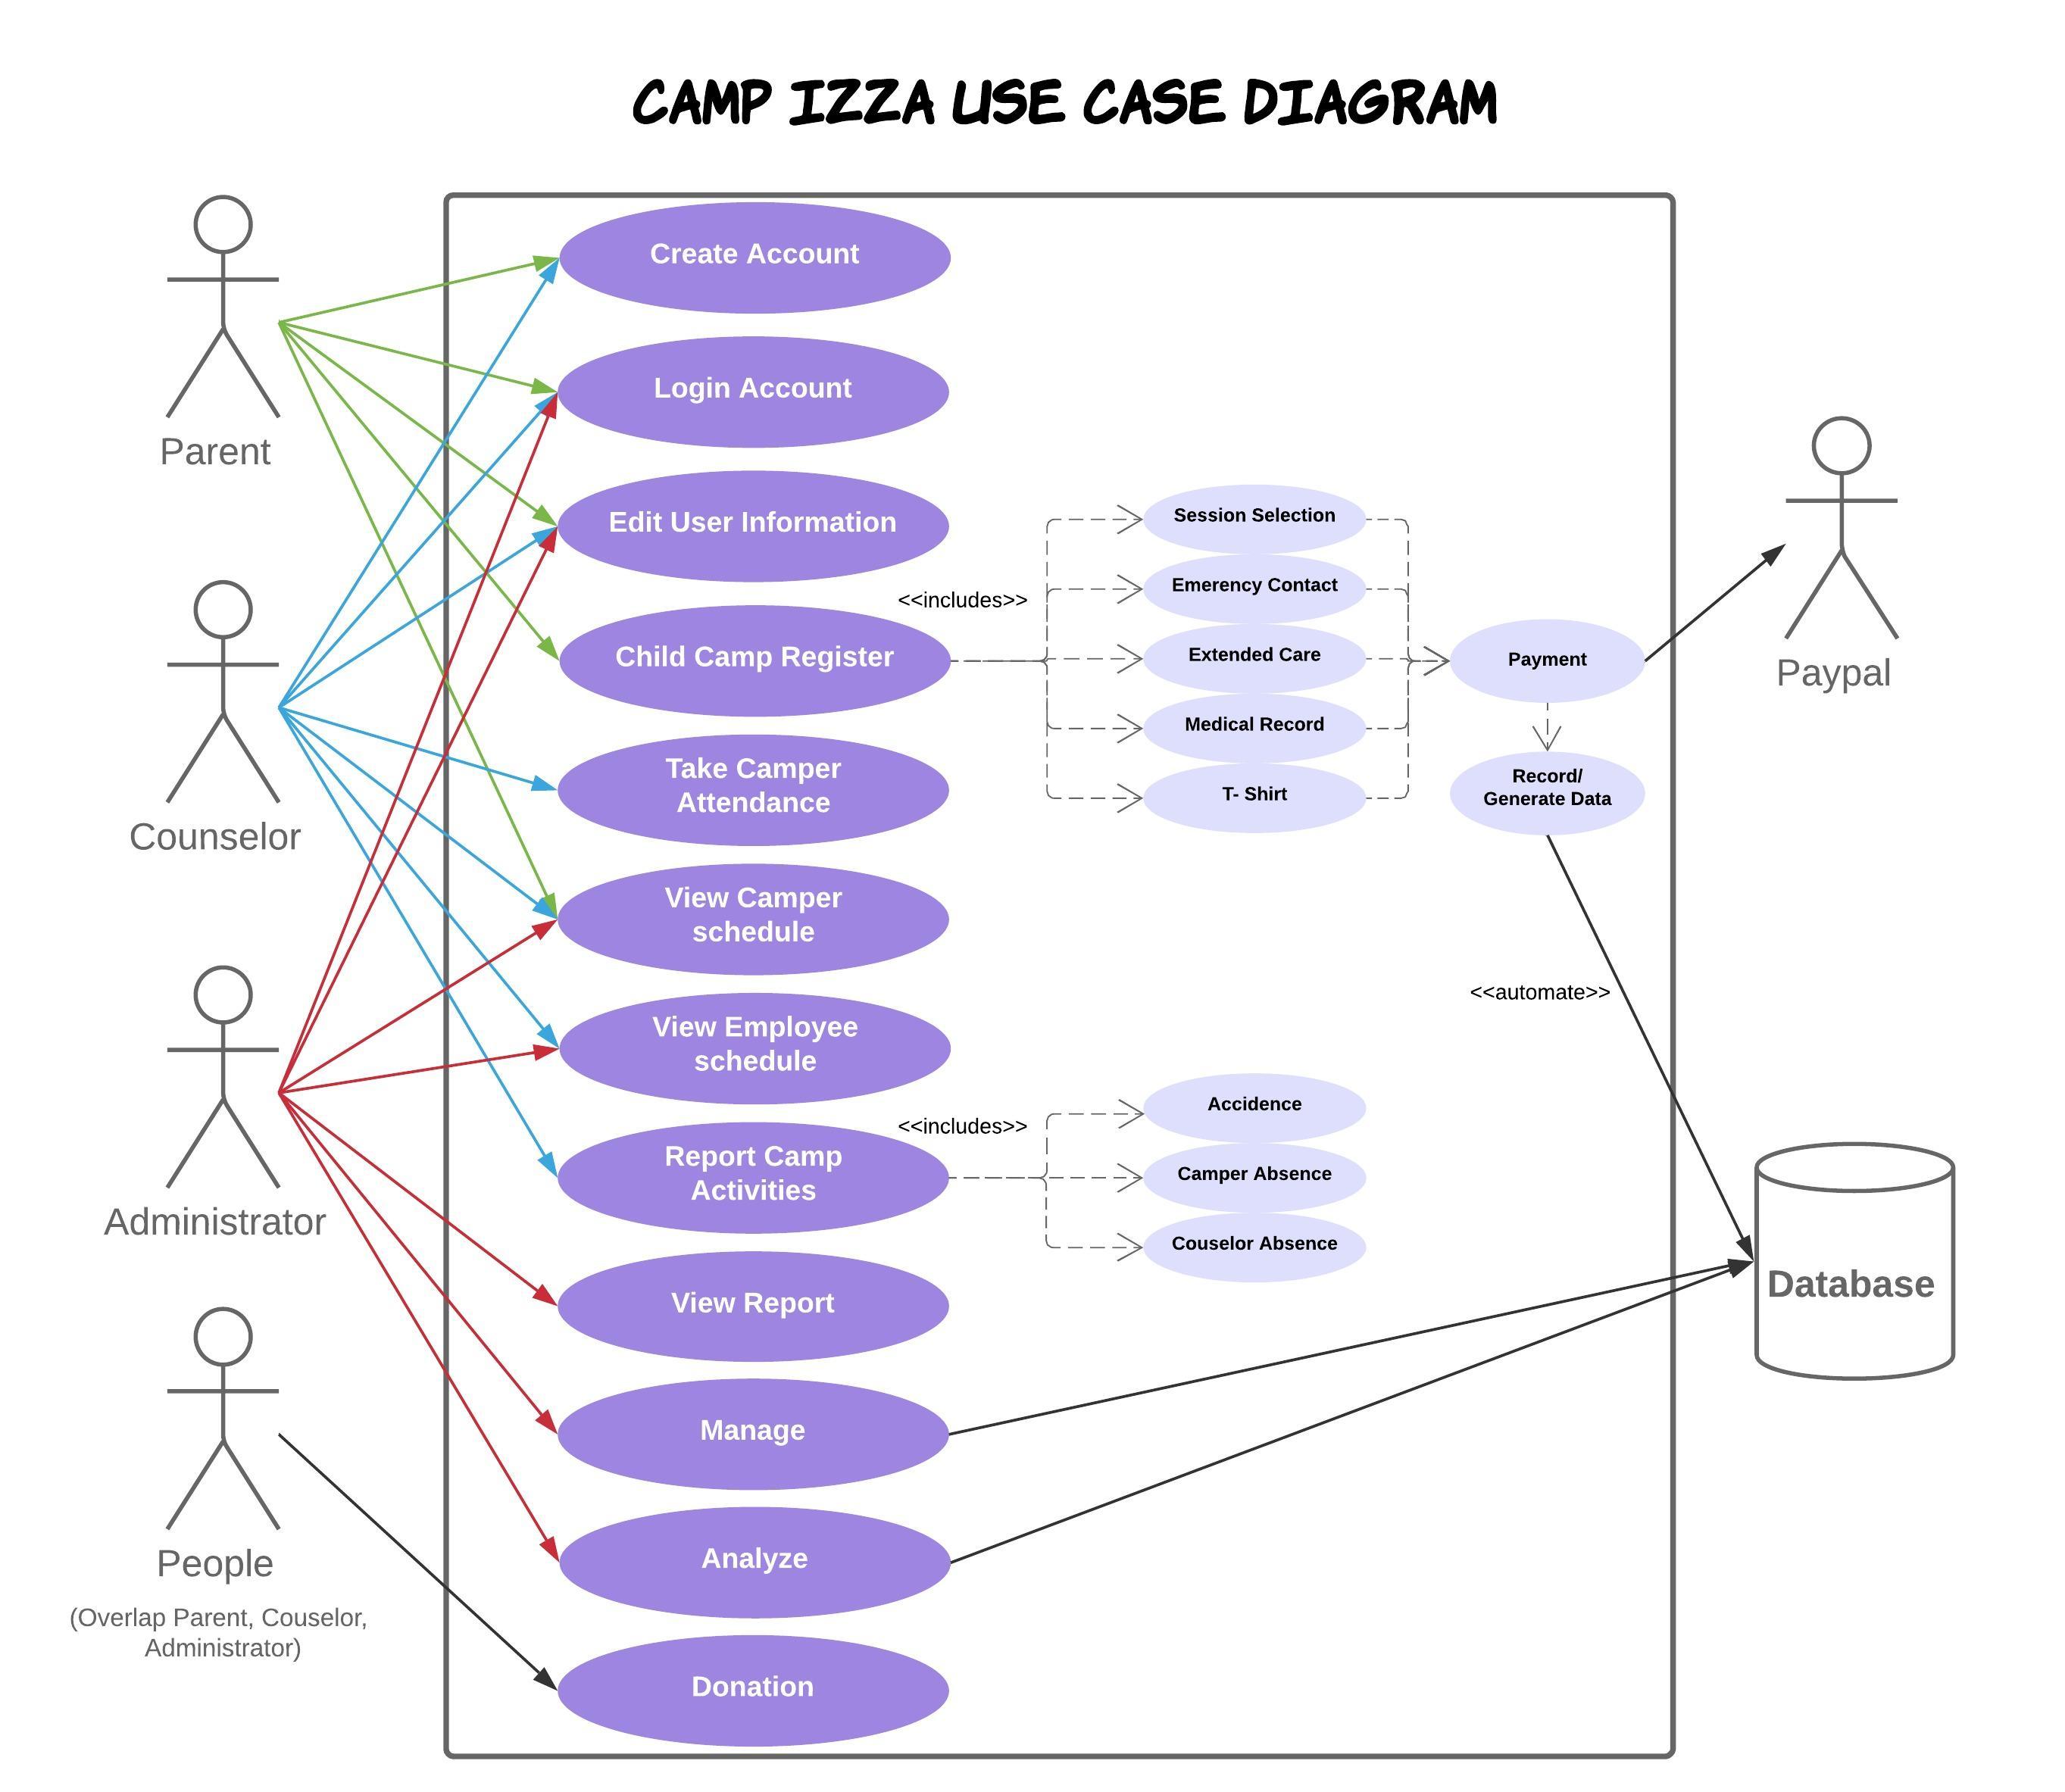 CAMP IZZA USE CASE DIAGRAM
Parent
Counselor
Administrator
People
(Overlap Parent, Couselor,
Administrator)
Create Account
Login Account
Edit User Information
<<includes>>
Child Camp Register
Take Camper
Attendance
View Camper
schedule
View Employee
schedule
<<includes>>
Report Camp
Activities
View Report
Manage
Analyze
Donation
Session Selection
Emerency Contact
Extended Care
Medical Record
T- Shirt
Payment
Record/
Generate Data
<<automate>>
Accidence
Camper Absence
Couselor Absence
Paypal
Database